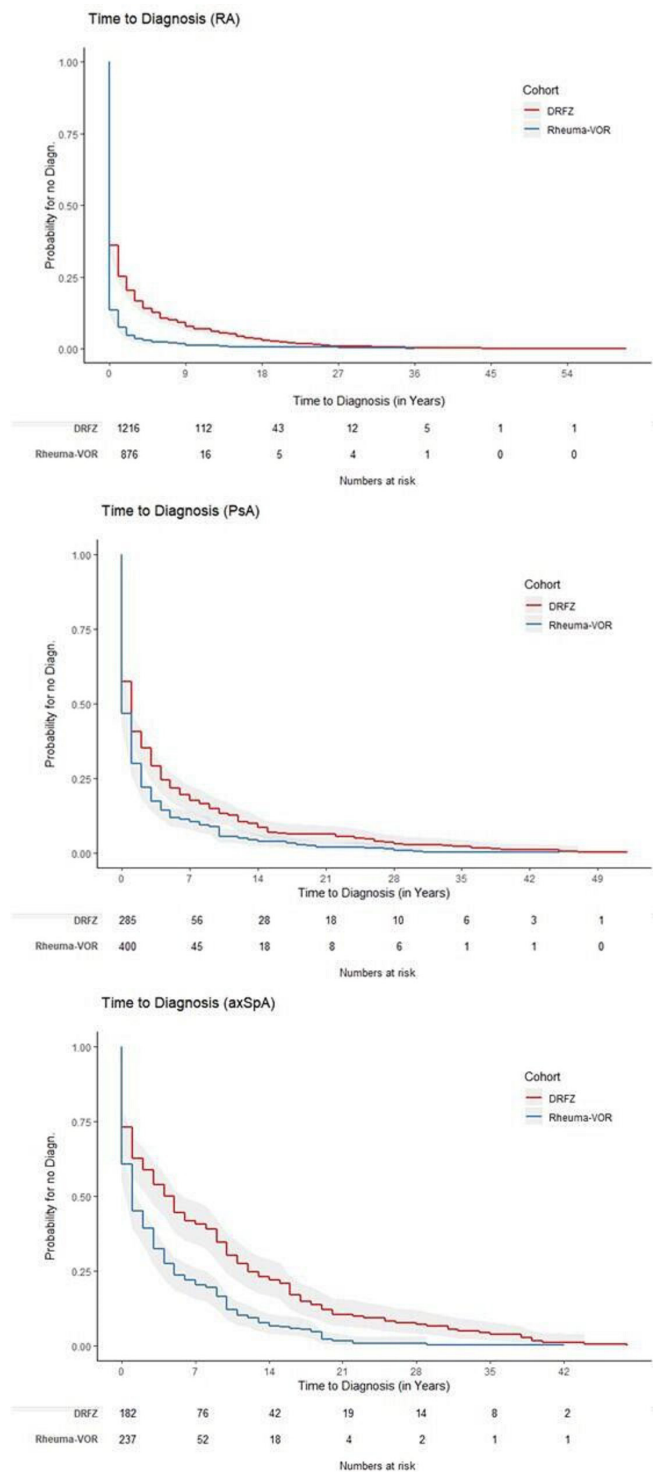 Time to Diagnosis (RA)
1.00
0.75
0.50
0.25
0.00
Probability for no Diagn.
Cohort
DRFZ
Rheuma-VOR
0 9 18 27 36 45 54
Time to Diagnosis (in Years)
DRFZ 1216 112 43 12 5 1 1
Rheuma-VOR 876 16 5 4 1 0 0
Numbers at risk
Time to Diagnosis (PsA)
1.00
0.75
0.50
0.25
0.00
Probability for no Diagn.
Cohort
DRFZ
Rheuma-VOR
0 7 14 21 28 35 42 49
Time to Diagnosis (in Years)
DRFZ 285 56 28 18 10 6 3 1
Rheuma-VOR 400 45 18 8 6 1 1 0
Numbers at risk
Time to Diagnosis (axSpA)
1.00
0.75
0.50
0.25
0.00
Probability for no Diagn.
Cohort
DRFZ
Rheuma-VOR
0 7 14 21 28 35 42
Time to Diagnosis (in Years)
DRFZ 182 76 42 19 14 8 2
Rheuma-VOR 237 52 18 4 2 1 1
Numbers at risk